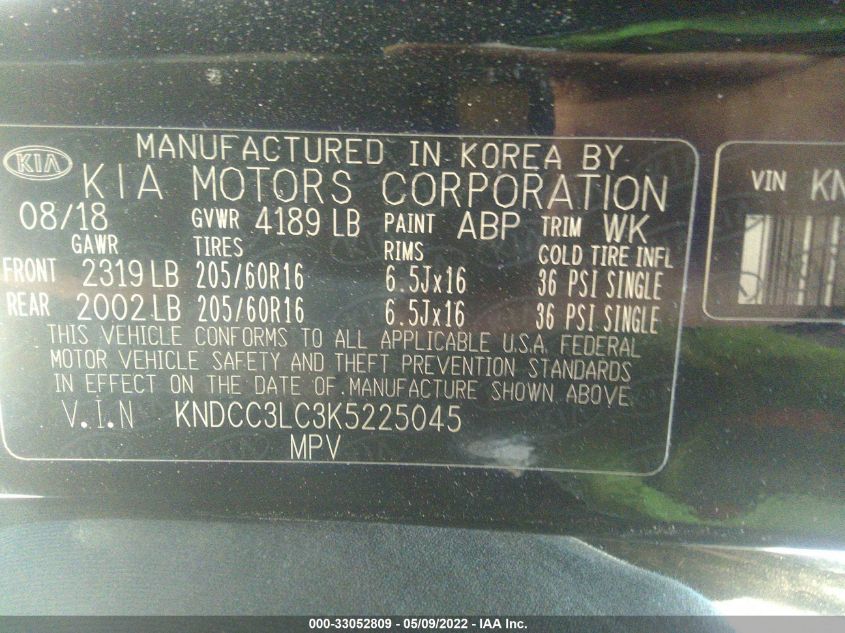 MANUFACTURED IN KOREA BY
KIA KIA MOTORS CORPORATION
08/18 GVWR 4189 LB PAINT ABP TRIM WK
GAWR TIRES RIMS COLD TIRE INFL
FRONT 2319 LB 205/60R16 6.5Jx16 36 PSI SINGLE
REAR 2002 LB 205/60R16 6.5Jx16 36 PSI SINGLE
THIS VEHICLE CONFORMS TO ALL APPLICABLE U.S.A. FEDERAL
MOTOR VEHICLE SAFETY AND THEFT PREVENTION STANDARDS
IN EFFECT ON THE DATE OF MANUFACTURE SHOWN ABOVE.
V.I.N KNDCC3LC3K5225045
MPV
VIN KN
000-33052809 - 05/09/2022 - IAA Inc.